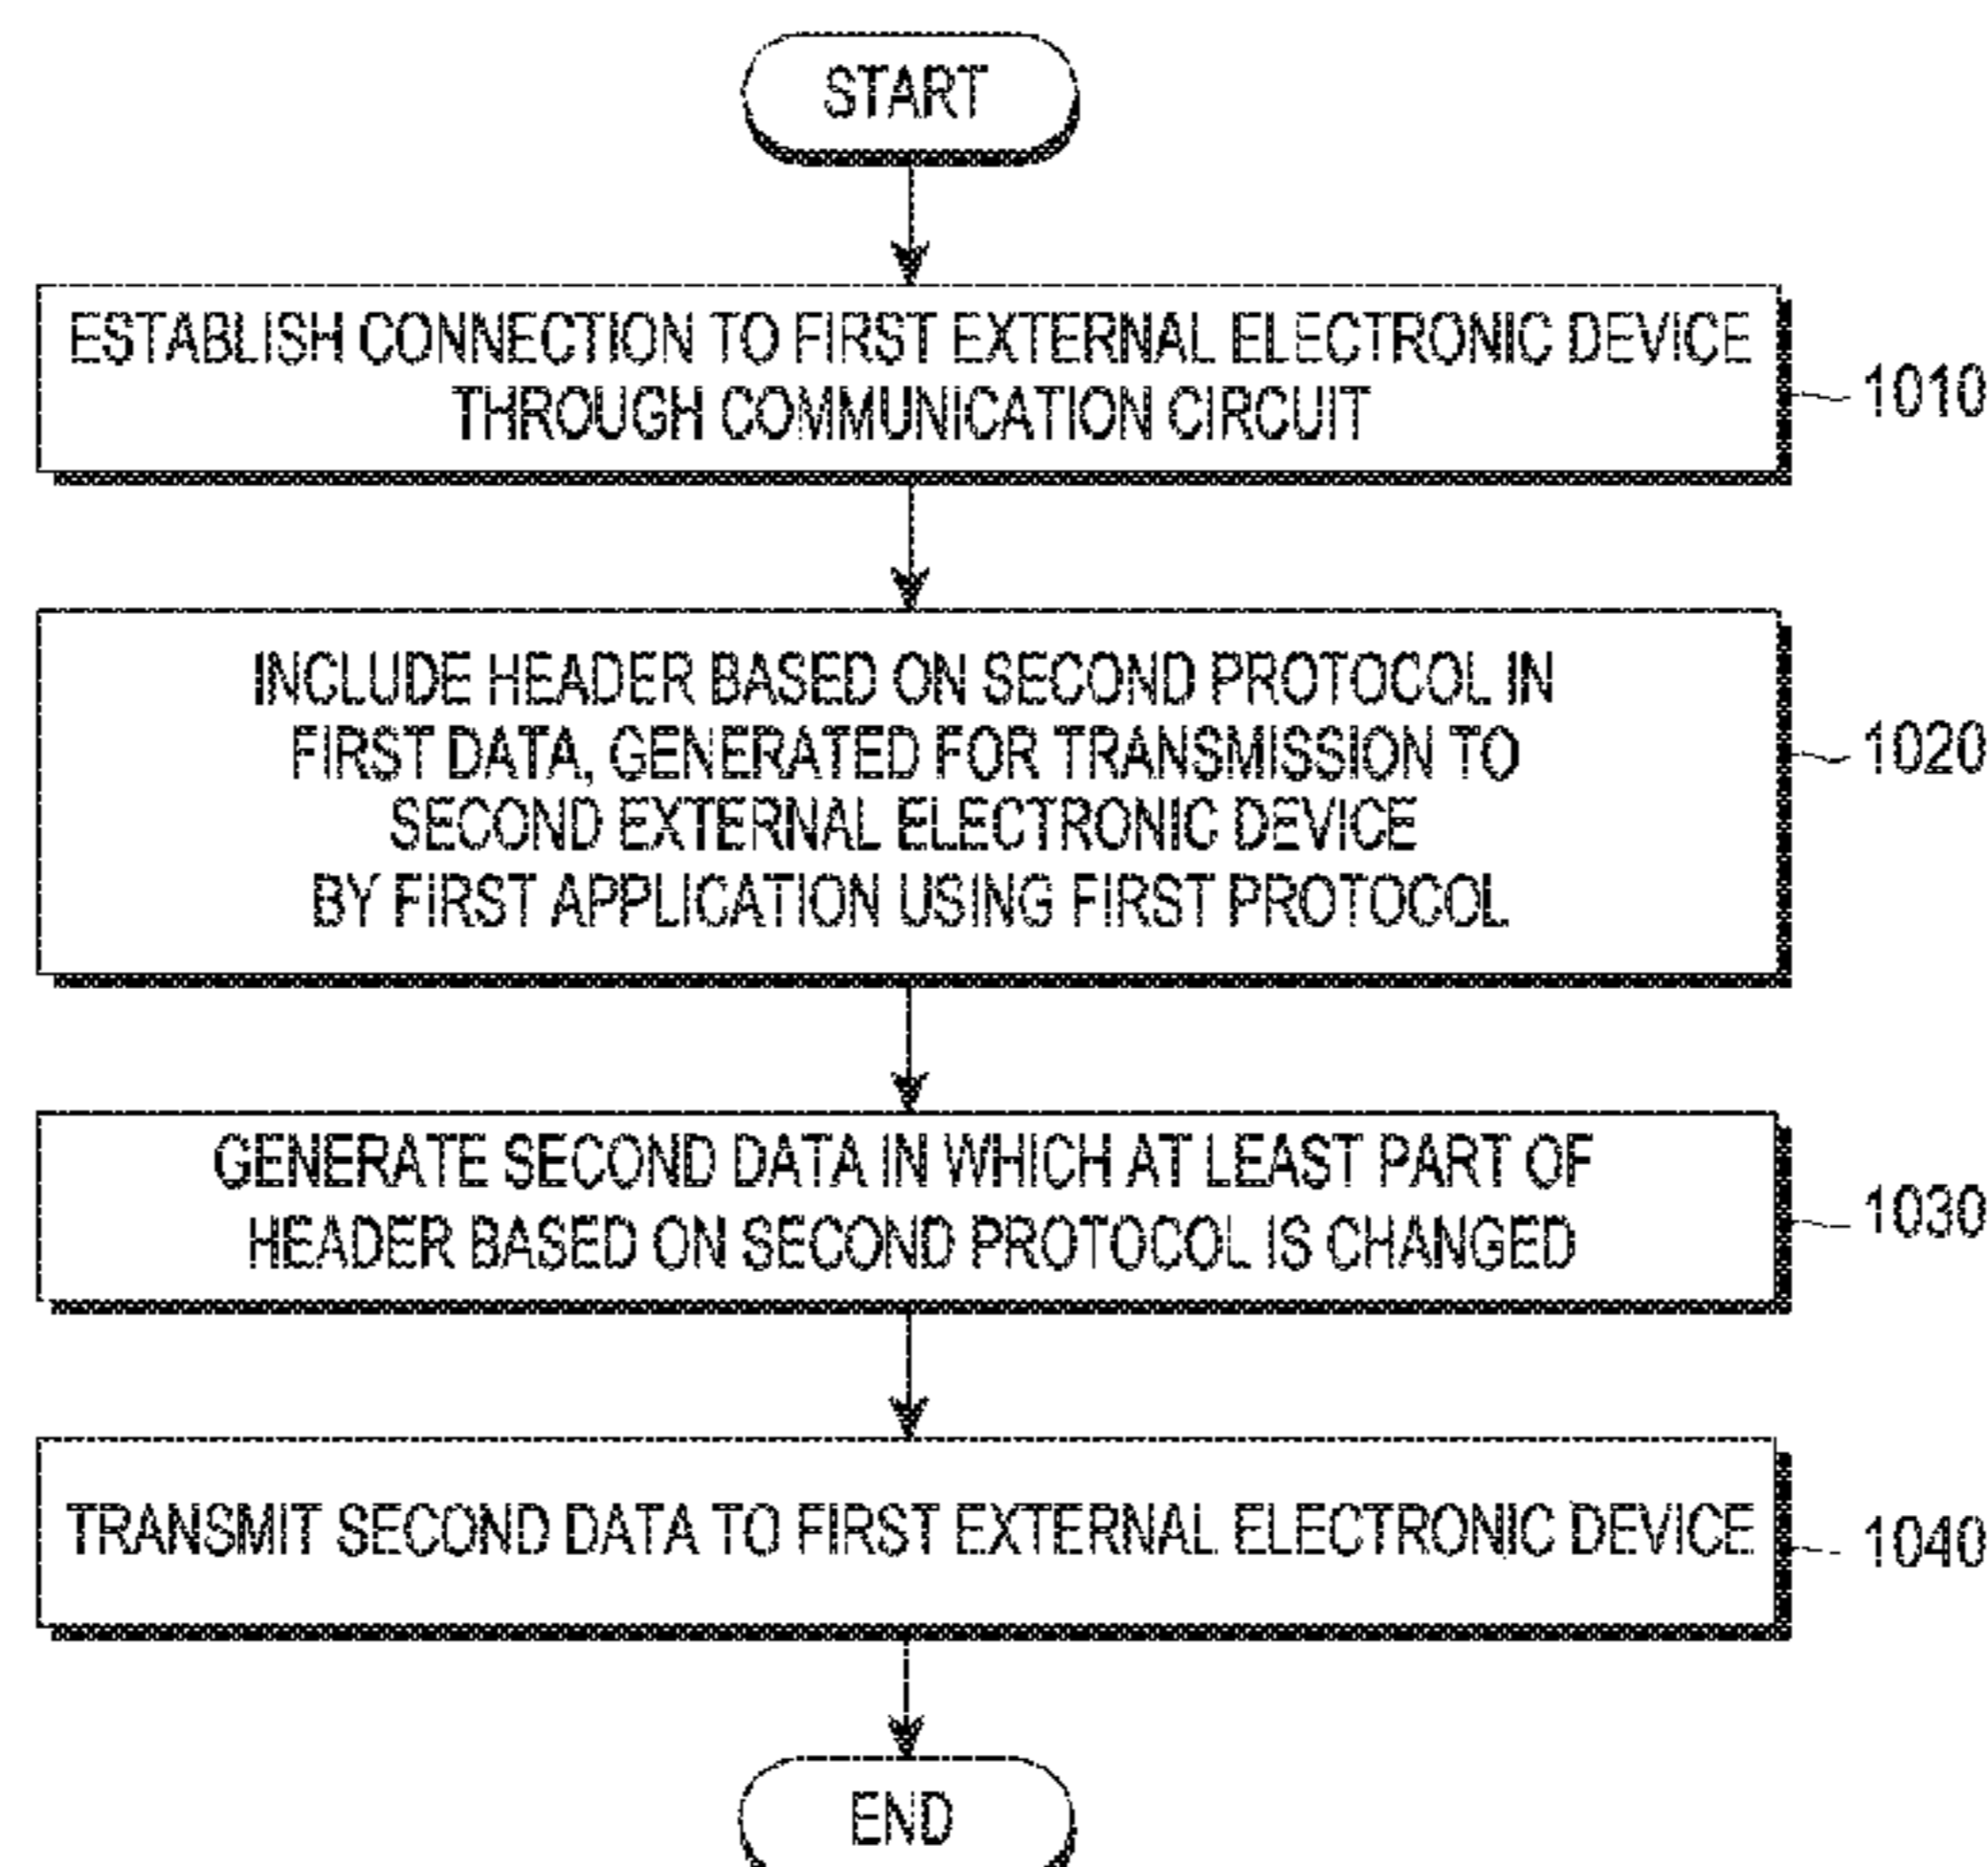 START
ESTABLISH CONNECTION TO FIRST EXTERNAL ELECTRONIC DEVICE
THROUGH COMMUNICATION CIRCUIT
1010
INCLUDE HEADER BASED ON SECOND PROTOCOL IN
FIRST DATA, GENERATED FOR TRANSMISSION TO
SECOND EXTERNAL ELECTRONIC DEVICE
BY FIRST APPLICATION USING FIRST PROTOCOL
1020
GENERATE SECOND DATA IN WHICH AT LEAST PART OF
HEADER BASED ON SECOND PROTOCOL IS CHANGED
1030
TRANSMIT SECOND DATA TO FIRST EXTERNAL ELECTRONIC DEVICE
1040
END